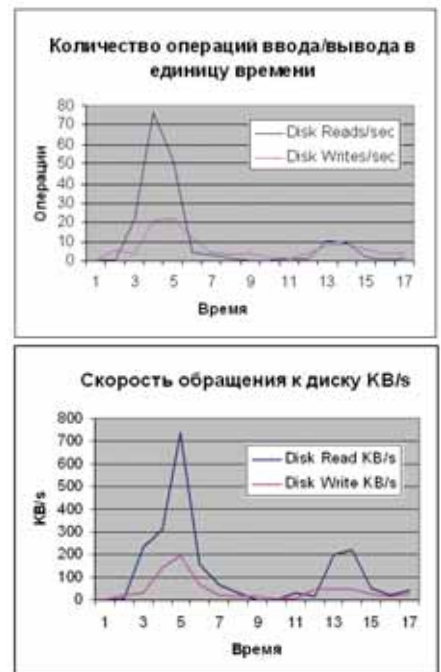 Количество операций ввода/вывода в
единицу времени
80
70
60
50
40
30
20
10
0
Операции
Disk Reads/sec
Disk Writes/sec
1 3 5 7 9 11 13 15 17
Время
Скорость обращения к диску KB/s
800
700
600
500
400
300
200
100
0
KB/s
Disk Read KB/s
Disk Write KB/s
1 3 5 7 9 11 13 15 17
Время